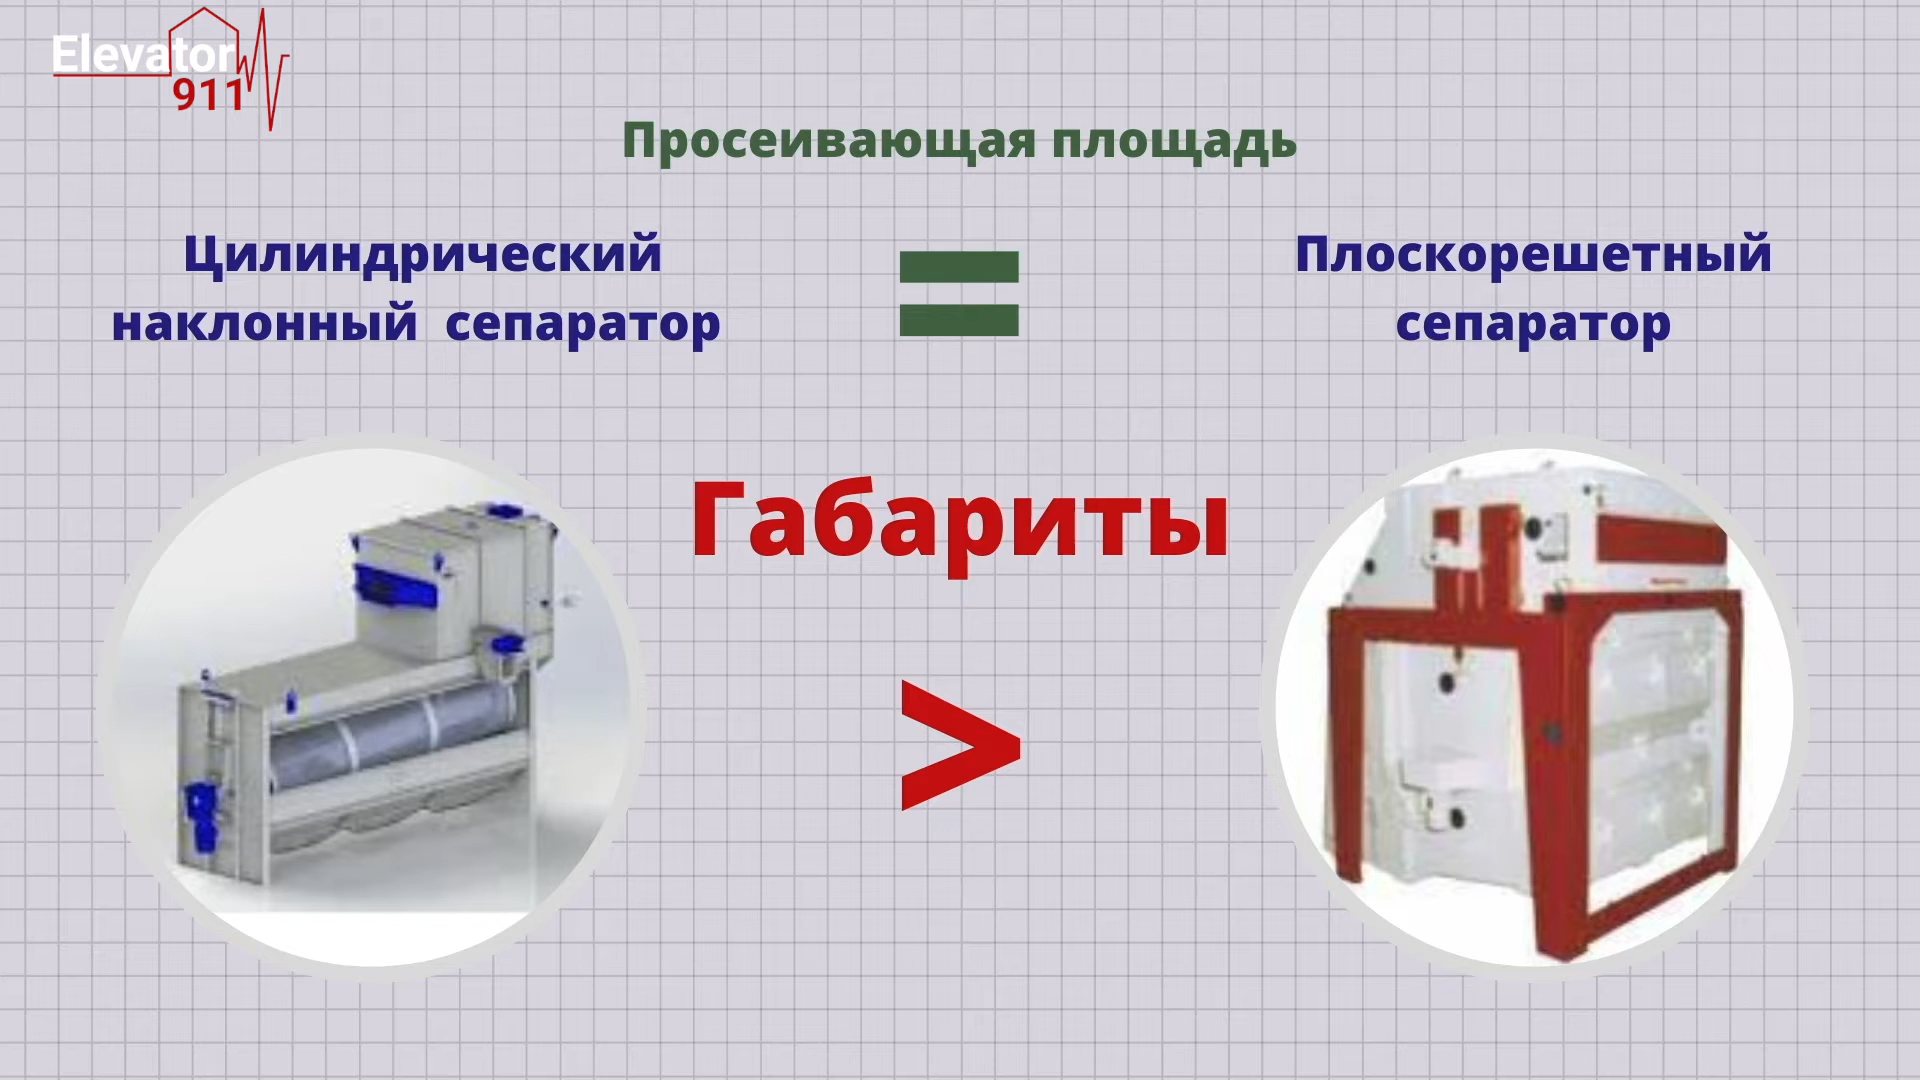 Elevator
911
Просеивающая площадь
Цилиндрический
наклонный сепаратор
=
Плоскорешетный
сепаратор
Габариты
>